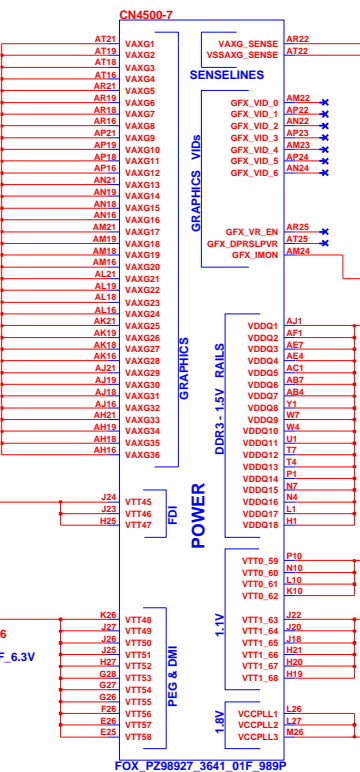 CN4500-7
AT21 VAXG1 VAXG_SENSE AR22
AT19 VAXG2 VSSAXG_SENSE AT22
AT18 VAXG3
AT16 VAXG4 SENSELINES
AR21 VAXG5
AR19 VAXG6 GFX_VID_0 AM22
AR18 VAXG7 GFX_VID_1 AP22
AR16 VAXG8 GFX_VID_2 AN22
AP21 VAXG9 GFX_VID_3 AP23
AP19 VAXG10 GFX_VID_4 AM23
AP18 VAXG11 GFX_VID_5 AP24
AP16 VAXG12 GFX_VID_6 AN24
AN21 VAXG13
AN19 VAXG14
AN18 VAXG15
AN16 VAXG16
AM21 VAXG17 GFX_VR_EN AR25
AM19 VAXG18 GFX_DPRSLPVR AT25
AM18 VAXG19 GFX_IMON AM24
AM16 VAXG20
AL21 VAXG21
AL19 VAXG22
AL18 VAXG23
AL16 VAXG24
AK21 VAXG25 VDDQ1 AJ1
AK19 VAXG26 VDDQ2 AF1
AK18 VAXG27 VDDQ3 AE7
AK16 VAXG28 VDDQ4 AE4
AJ21 VAXG29 VDDQ5 AC1
AJ19 VAXG30 VDDQ6 AB7
AJ18 VAXG31 VDDQ7 AB4
AJ16 VAXG32 VDDQ8 Y1
AH21 VAXG33 VDDQ9 W7
AH19 VAXG34 VDDQ10 W4
AH18 VAXG35 VDDQ11 U1
AH16 VAXG36 VDDQ12 T7
VDDQ13 T4
VDDQ14 P1
VDDQ15 N7
J24 VTT45 VDDQ16 N4
J23 VTT46 VDDQ17 L1
H25 VTT47 VDDQ18 H1
GRAPHICS VIDs
GRAPHICS
DDR3 - 1.5V RAILS
FDI
POWER
VTT0_59 P10
VTT0_60 N10
VTT0_61 L10
VTT0_62 K10
1.1V
K26 VTT48 VTT1_63 J22
J27 VTT49 VTT1_64 J20
J26 VTT50 VTT1_65 J18
J25 VTT51 VTT1_66 H21
H27 VTT52 VTT1_67 H20
G28 VTT53 VTT1_68 H19
G27 VTT54
G26 VTT55
F26 VTT56 VCCPLL1 L26
E26 VTT57 VCCPLL2 L27
E25 VTT58 VCCPLL3 M26
PEG & DMI
1.8V
6
F_6.3V
FOX_PZ98927_3641_01F_989P